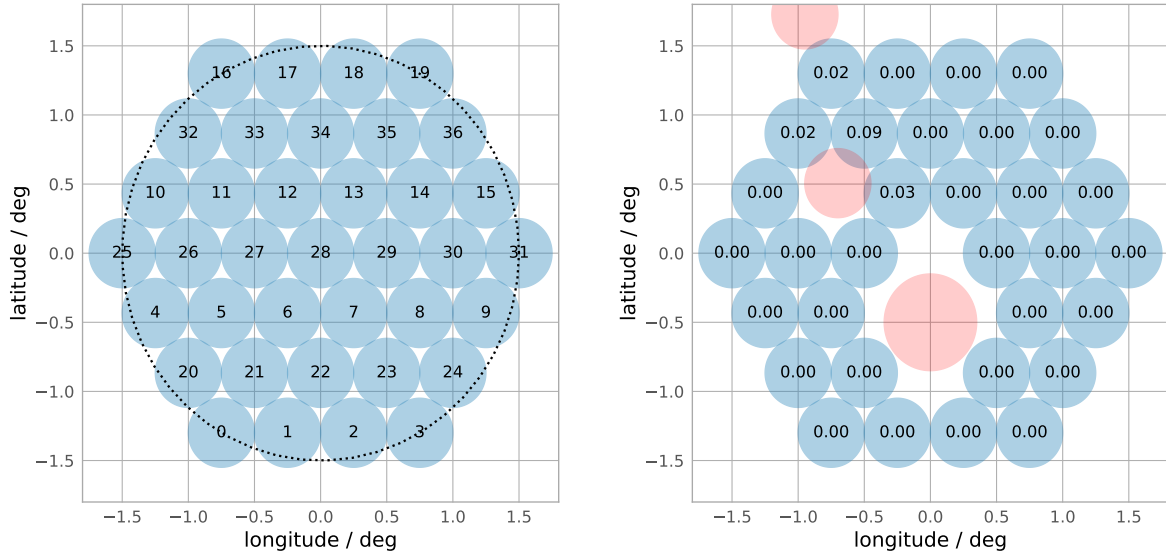 1.5
1.0
0.5
0.0
−0.5
−1.0
−1.5
latitude / deg
16 17 18 19
32 33 34 35 36
10 11 12 13 14 15
25 26 27 28 29 30 31
4 5 6 7 8 9
20 21 22 23 24
0 1 2 3
−1.5 −1.0 −0.5 0.0 0.5 1.0 1.5
longitude / deg
1.5
1.0
0.5
0.0
−0.5
−1.0
−1.5
latitude / deg
0.02 0.00 0.00 0.00
0.02 0.09 0.00 0.00 0.00
0.00 0.03 0.00 0.00 0.00
0.00 0.00 0.00 0.00 0.00 0.00
0.00 0.00 0.00 0.00
0.00 0.00 0.00 0.00
0.00 0.00 0.00 0.00
−1.5 −1.0 −0.5 0.0 0.5 1.0 1.5
longitude / deg